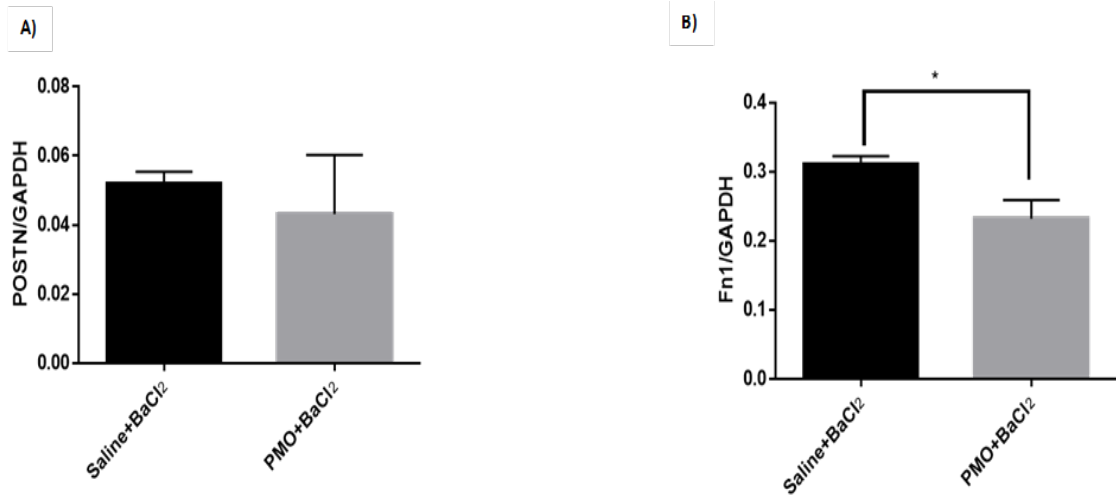 A)
POSTN/GAPDH
0.08
0.06
0.04
0.02
0.00
Saline+BaCl2
PMO+BaCl2
B)
Fn1/GAPDH
0.4
0.3
0.2
0.1
0.0
*
Saline+BaCl2
PMO+BaCl2